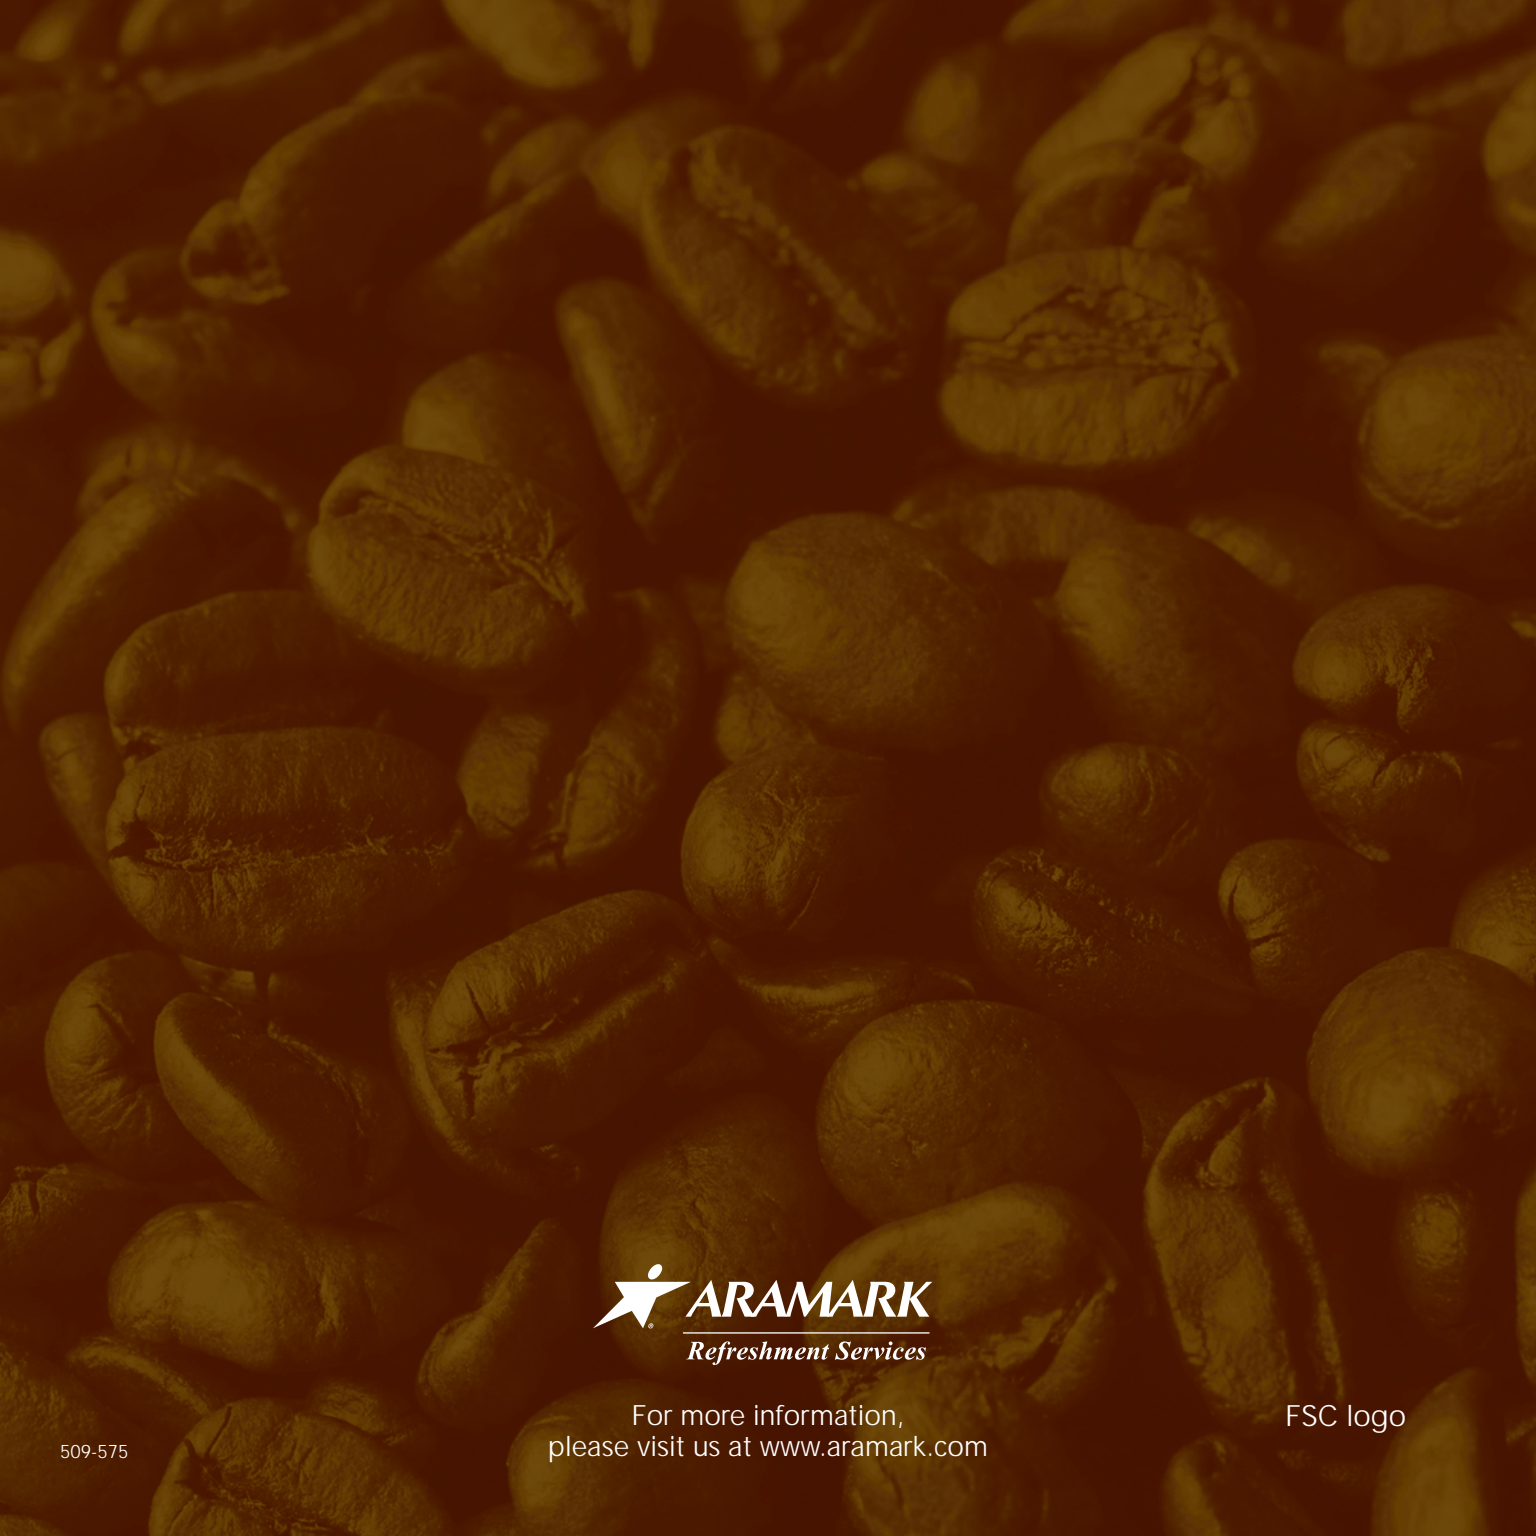 ARAMARK
Refreshment Services
For more information,
please visit us at www.aramark.com
FSC logo
509-575